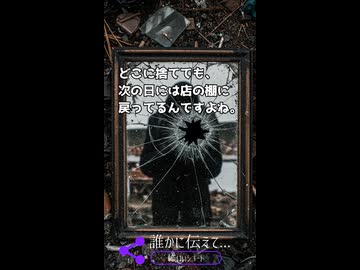 どこに捨てても、
次の日には店の棚に
戻ってるんですよね。
誰かに伝えて…